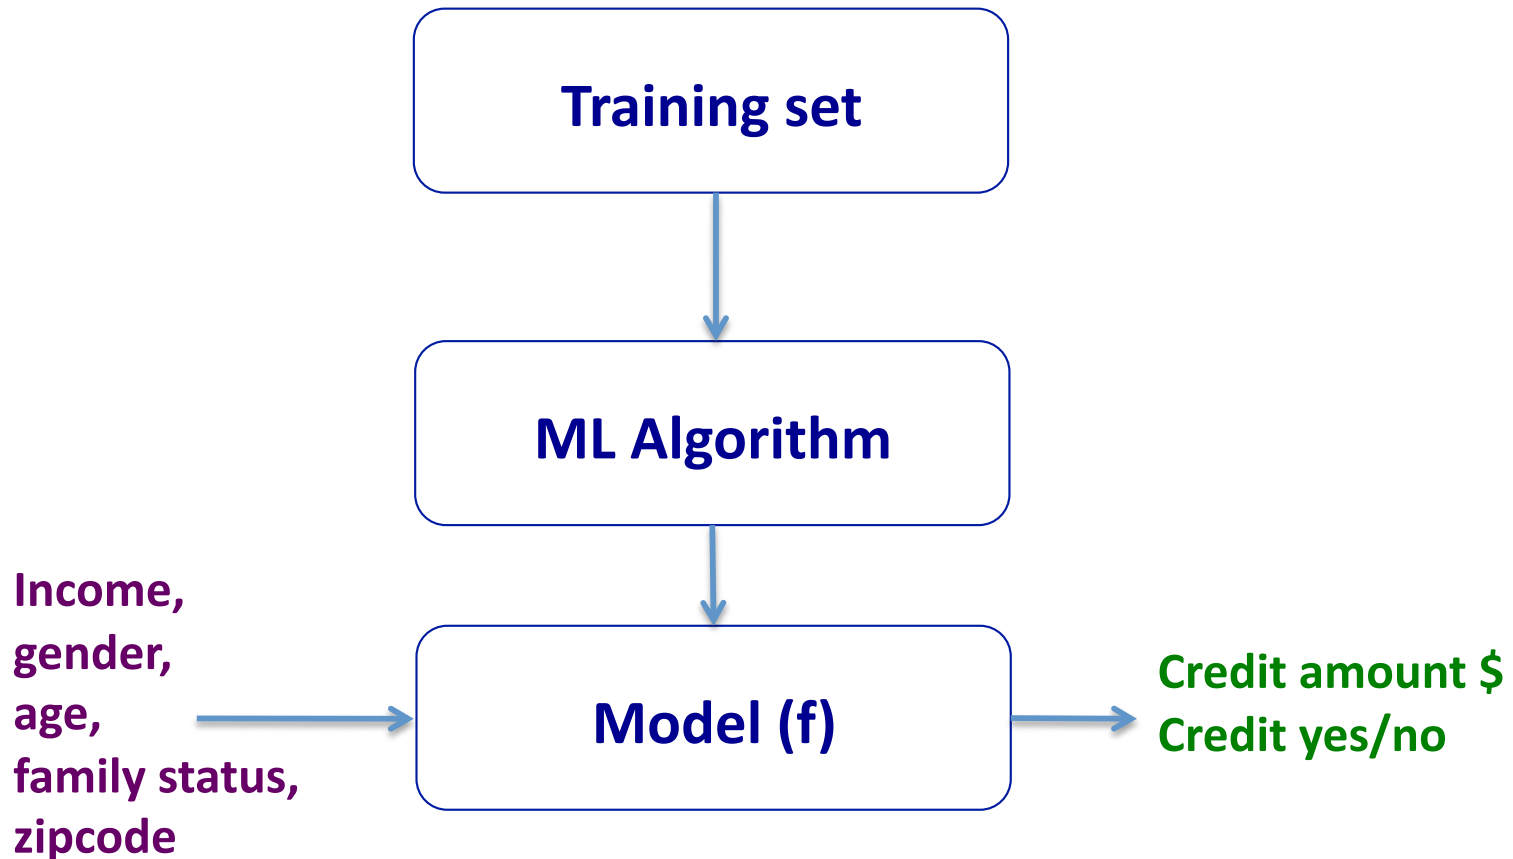 Training set
ML Algorithm
Income,
gender,
age,
family status,
zipcode
Model (f)
Credit amount $
Credit yes/no